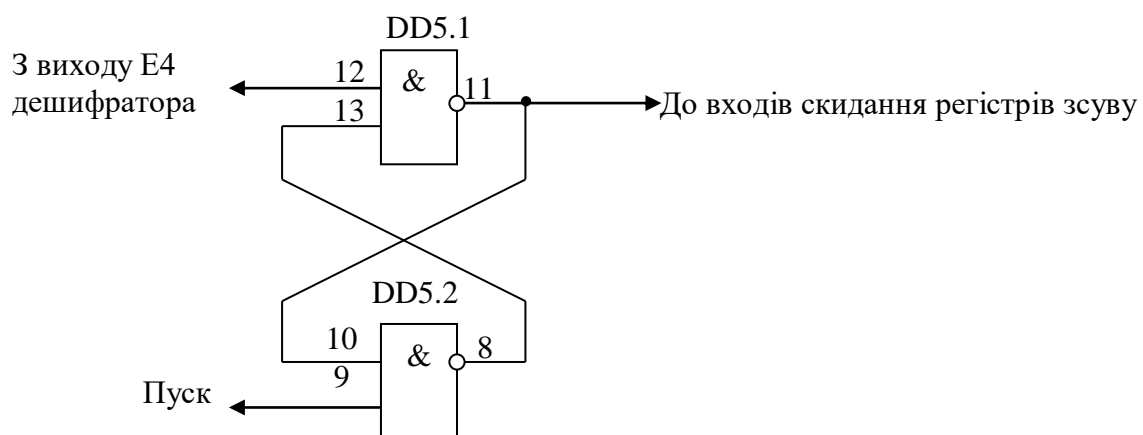 DD5.1
З виходу Е4
дешифратора
12
&
11
13
До входів скидання регістрів зсуву
DD5.2
10
&
8
9
Пуск